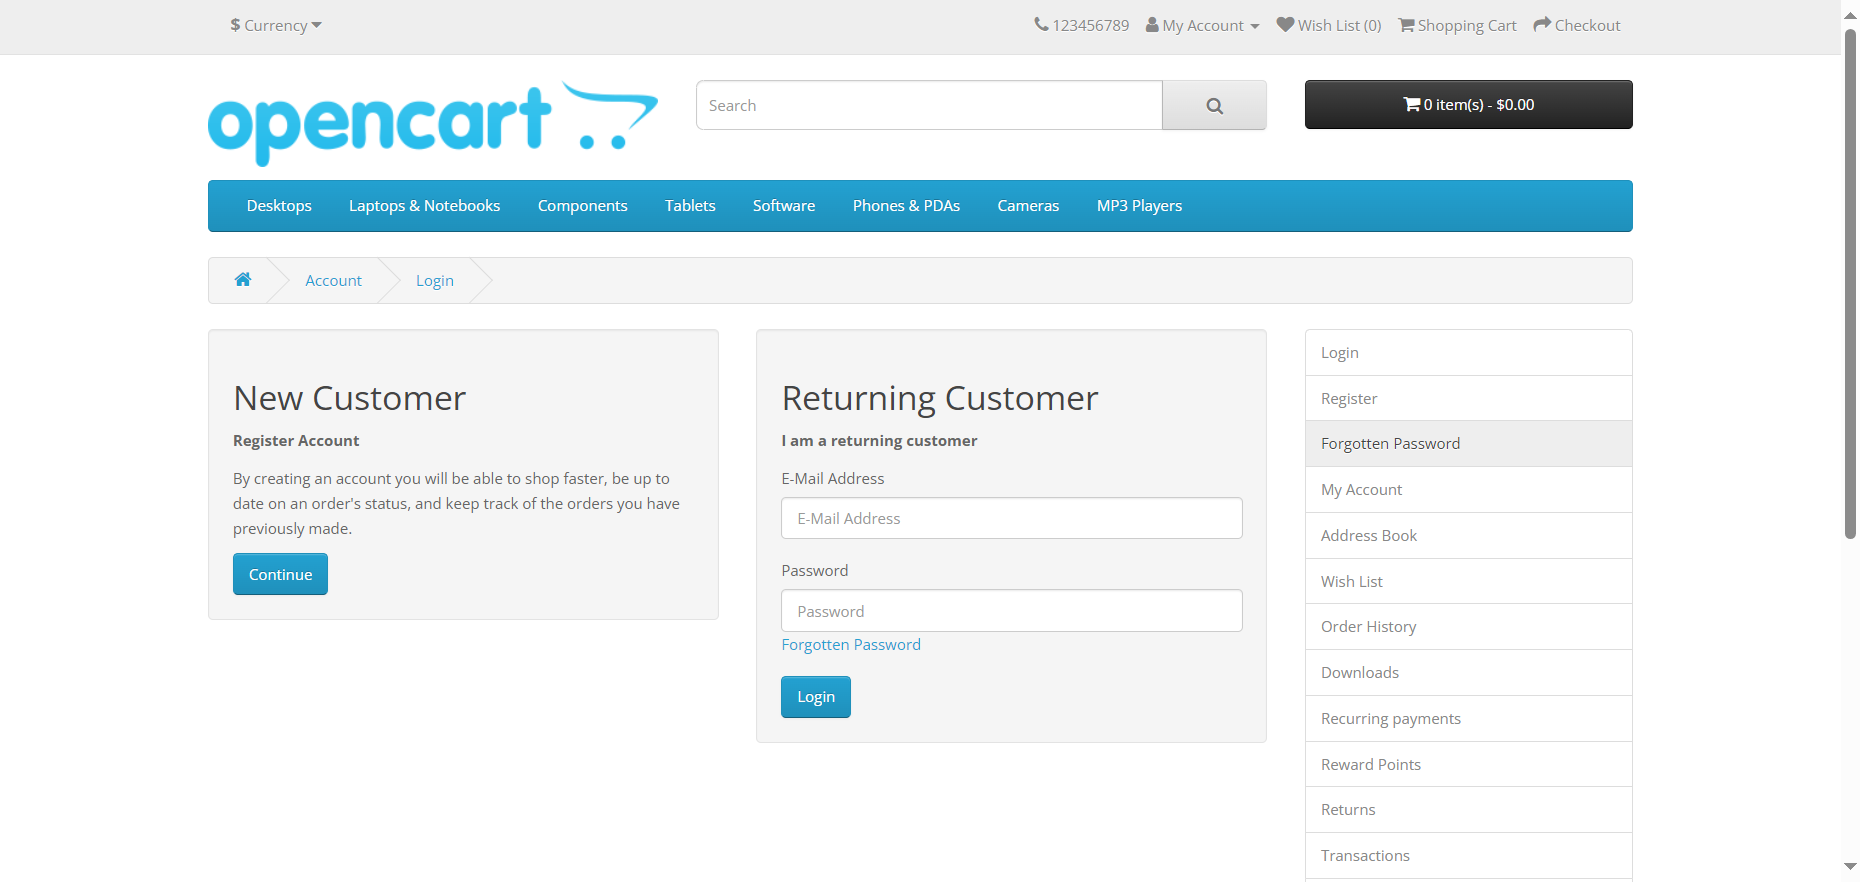 $ Currency
123456789 My Account Wish List (0) Shopping Cart Checkout
opencart
Search
0 item(s) - $0.00
Desktops Laptops & Notebooks Components Tablets Software Phones & PDAs Cameras MP3 Players
Account Login
New Customer
Register Account
By creating an account you will be able to shop faster, be up to
date on an order's status, and keep track of the orders you have
previously made.
Continue
Returning Customer
I am a returning customer
E-Mail Address
E-Mail Address
Password
Password
Forgotten Password
Login
Login
Register
Forgotten Password
My Account
Address Book
Wish List
Order History
Downloads
Recurring payments
Reward Points
Returns
Transactions